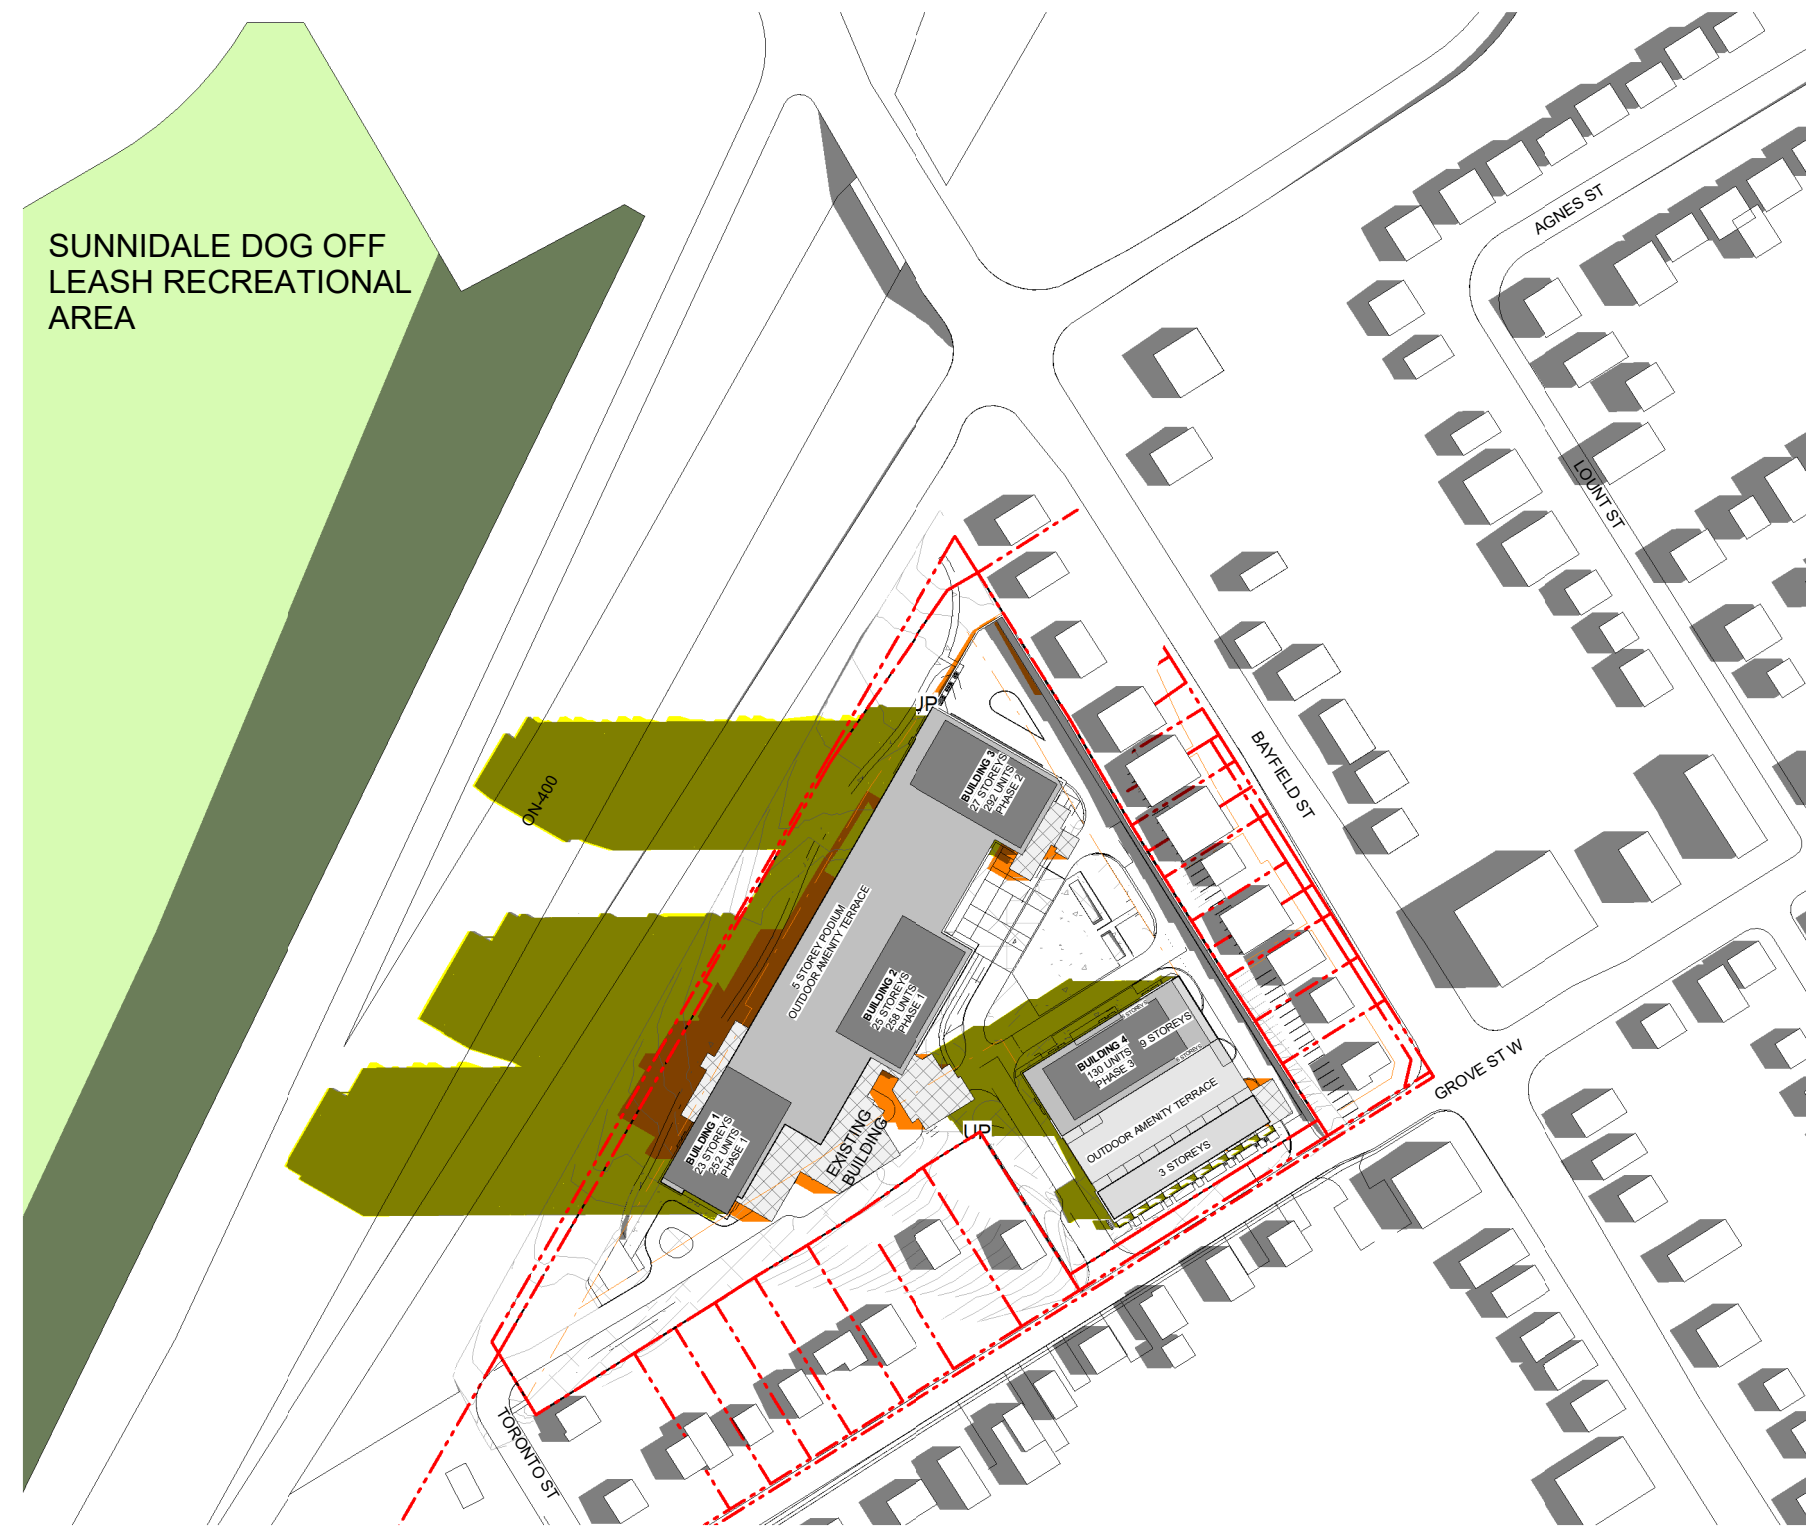 SUNNIDALE DOG OFF
LEASH RECREATIONAL
AREA
AGNES ST
LOUNT ST
BAYFIELD ST
GROVE ST W
TORONTO ST
ON-400
UP
BUILDING 3
27 STOREYS
292 UNITS
PHASE 2
5 STOREY PODIUM
OUTDOOR AMENITY TERRACE
BUILDING 2
25 STOREYS
258 UNITS
PHASE 1
BUILDING 1
23 STOREYS
252 UNITS
PHASE 1
EXISTING
BUILDING
UP
BUILDING 4
130 UNITS
PHASE 3
9 STOREYS
OUTDOOR AMENITY TERRACE
3 STOREYS